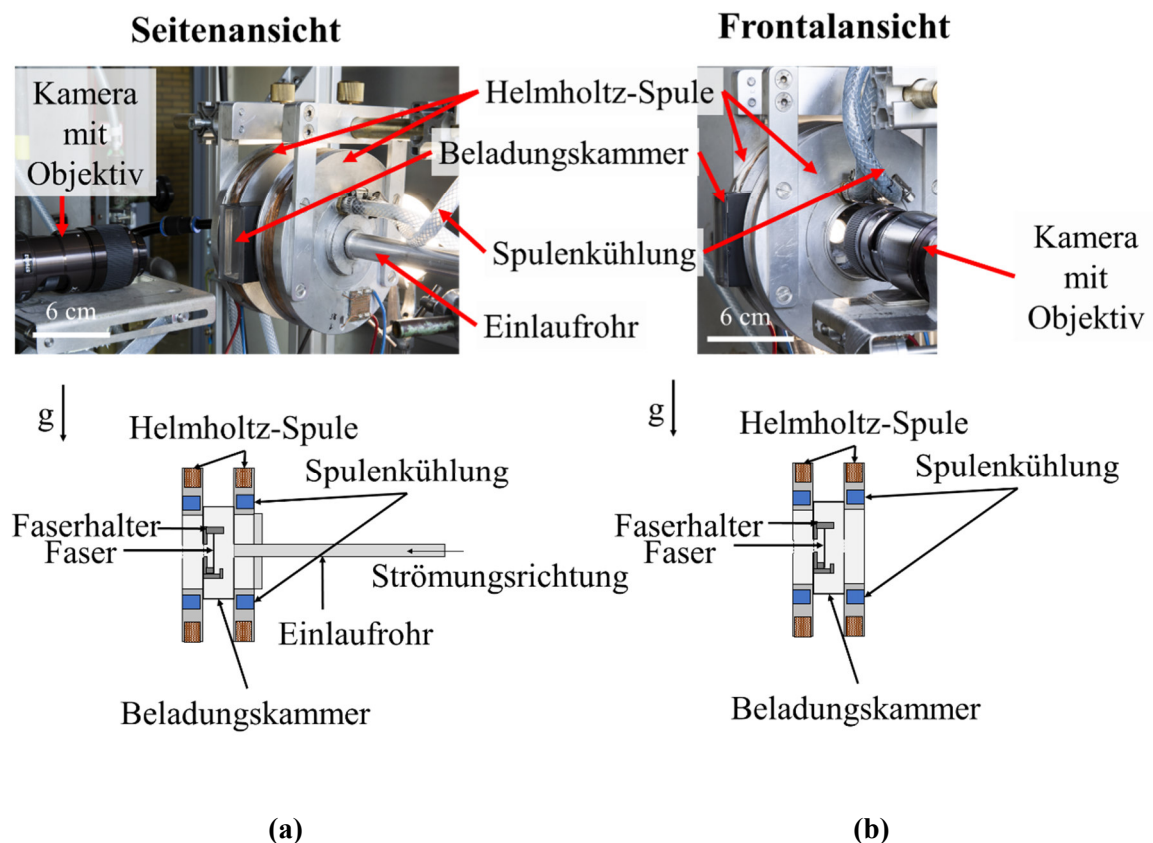 Seitenansicht
Frontalansicht
Kamera
mit
Objektiv
Helmholtz-Spule
Beladungskammer
Spulenkühlung
Einlaufrohr
6 cm
6 cm
Kamera
mit
Objektiv
g
Helmholtz-Spule
Spulenkühlung
Faserhalter
Faser
Strömungsrichtung
Einlaufrohr
Beladungskammer
g
Helmholtz-Spule
Spulenkühlung
Faserhalter
Faser
Beladungskammer
(a)
(b)